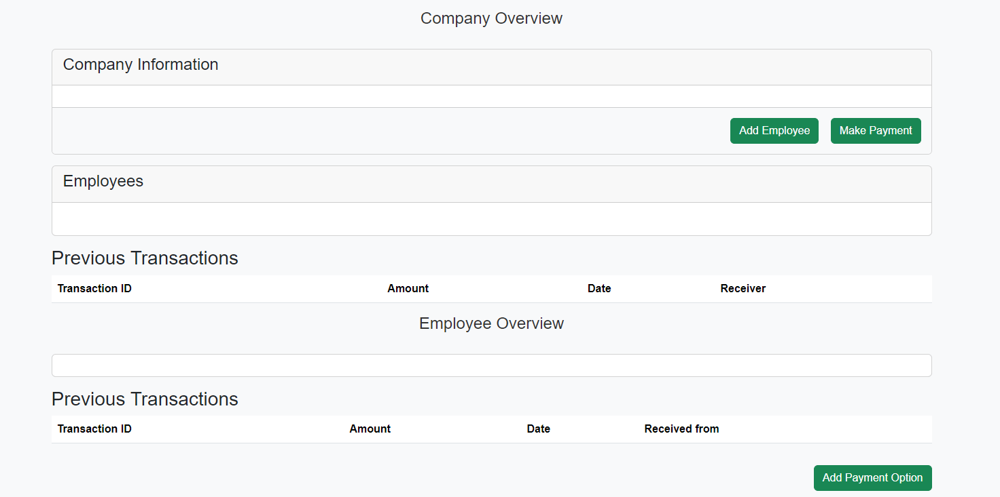 Company Overview
Company Information
Add Employee Make Payment
Employees
Previous Transactions
Transaction ID Amount Date Receiver
Employee Overview
Previous Transactions
Transaction ID Amount Date Received from
Add Payment Option